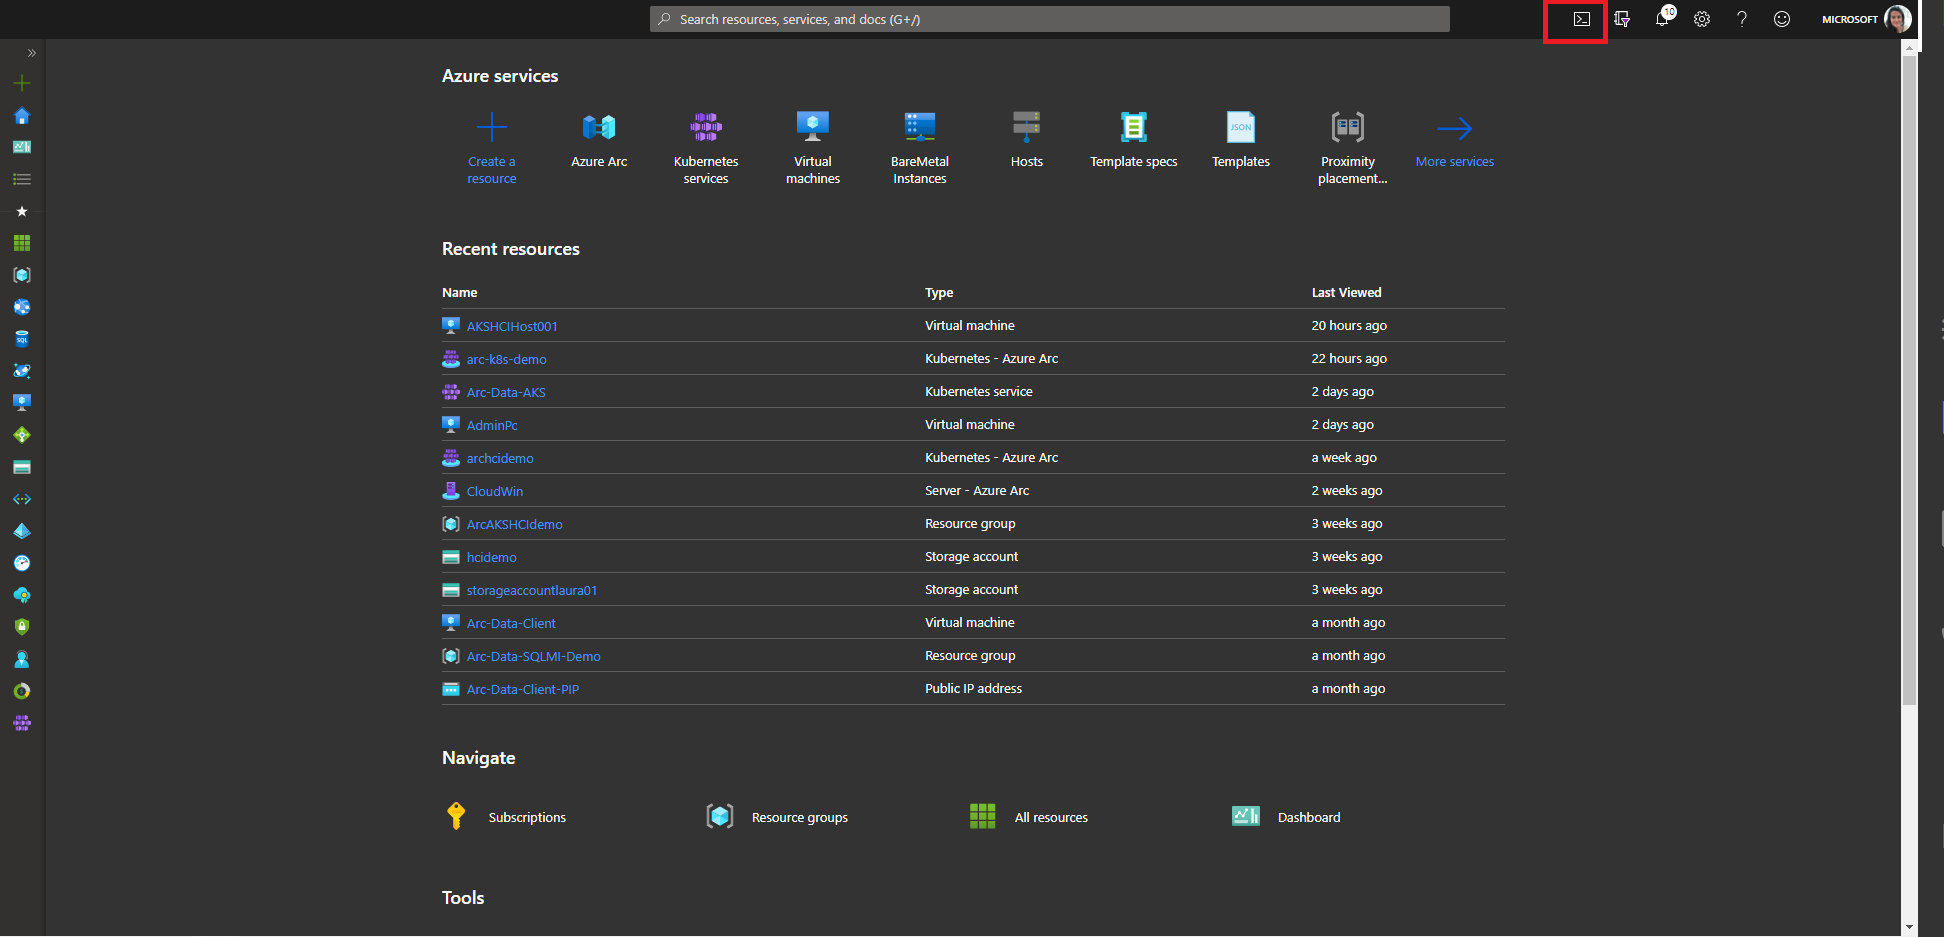 Search resources, services, and docs (G+/)
10
MICROSOFT
Azure services
Create a
resource
Azure Arc
Kubernetes
services
Virtual
machines
BareMetal
Instances
Hosts
Template specs
JSON
Templates
Proximity
placement...
More services
Recent resources
Name Type Last Viewed
AKSHCIHost001 Virtual machine 20 hours ago
arc-k8s-demo Kubernetes - Azure Arc 22 hours ago
Arc-Data-AKS Kubernetes service 2 days ago
AdminPc Virtual machine 2 days ago
archcidemo Kubernetes - Azure Arc a week ago
CloudWin Server - Azure Arc 2 weeks ago
ArcAKSHCIdemo Resource group 3 weeks ago
hcidemo Storage account 3 weeks ago
storageaccountlaura01 Storage account 3 weeks ago
Arc-Data-Client Virtual machine a month ago
Arc-Data-SQLMI-Demo Resource group a month ago
Arc-Data-Client-PIP Public IP address a month ago
SQL
Navigate
Subscriptions Resource groups All resources Dashboard
Tools